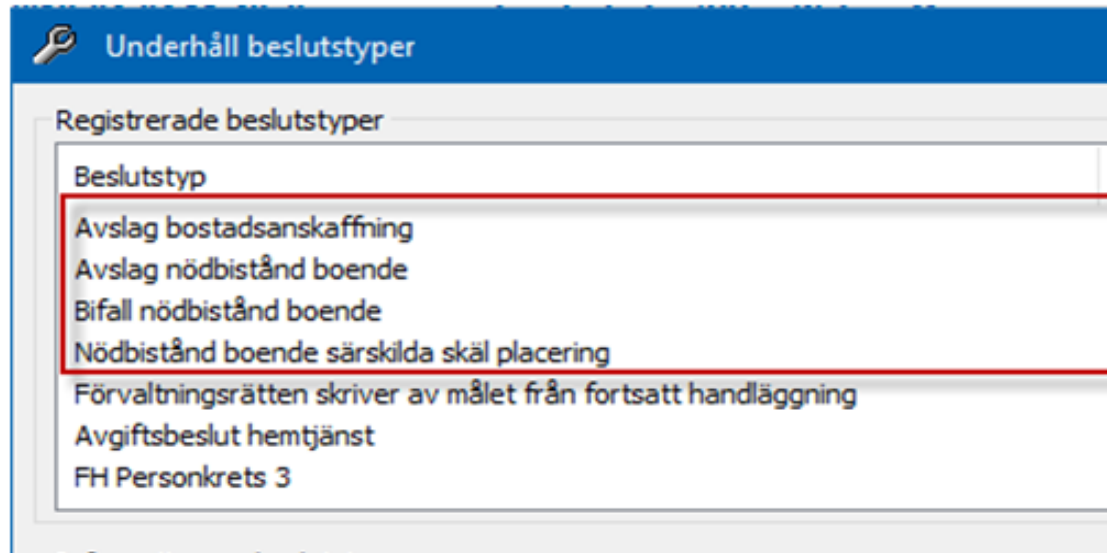 Underhåll beslutstyper
Registrerade beslutstyper
Beslutstyp
Avslag bostadsanskaffning
Avslag nödbistånd boende
Bifall nödbistånd boende
Nödbistånd boende särskilda skäl placering
Förvaltningsrätten skriver av målet från fortsatt handläggning
Avgiftsbeslut hemtjänst
FH Personkrets 3